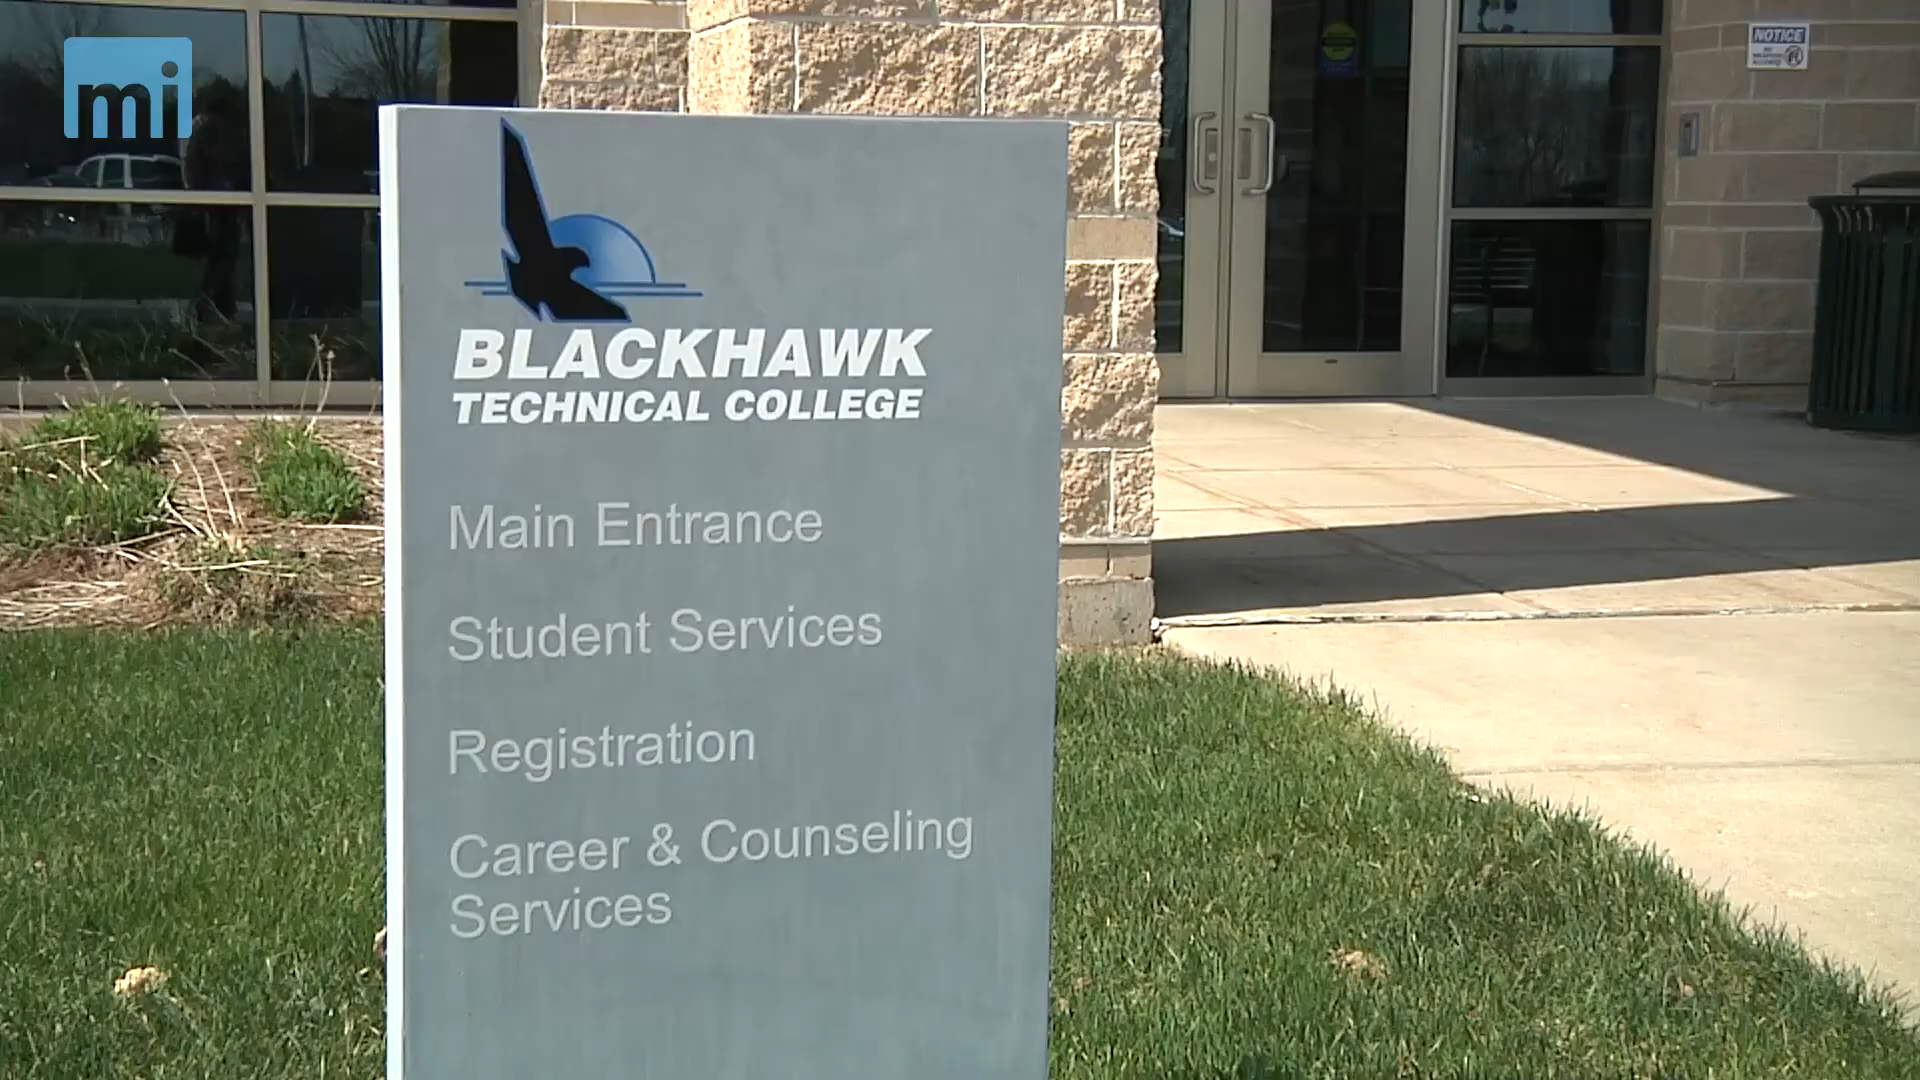 mi
NOTICE
BLACKHAWK
TECHNICAL COLLEGE
Main Entrance
Student Services
Registration
Career & Counseling
Services